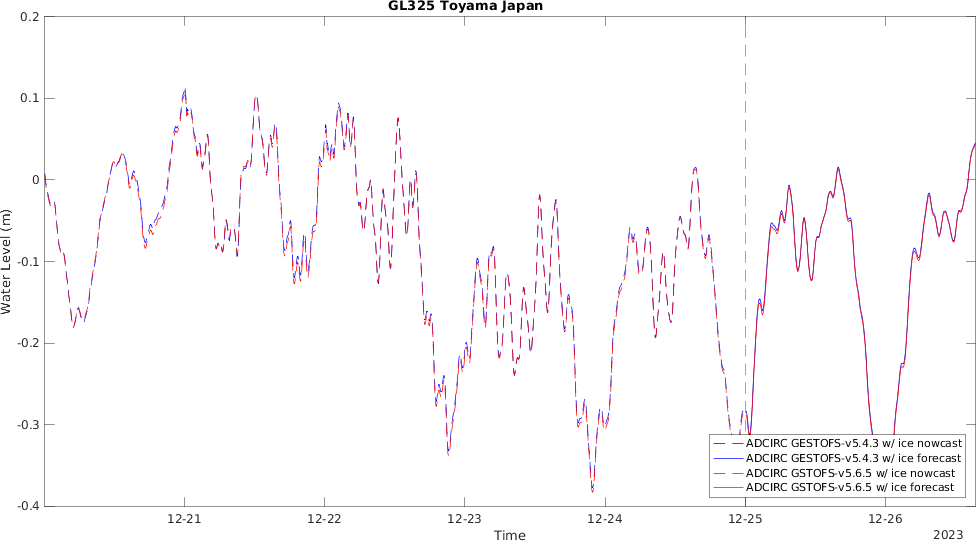 GL325 Toyama Japan
0.2
0.1
0
-0.1
-0.2
-0.3
-0.4
Water Level (m)
ADCIRC GESTOFS-v5.4.3 w/ ice nowcast
ADCIRC GESTOFS-v5.4.3 w/ ice forecast
ADCIRC GSTOFS-v5.6.5 w/ ice nowcast
ADCIRC GSTOFS-v5.6.5 w/ ice forecast
12-21 12-22 12-23 12-24 12-25 12-26
Time
2023